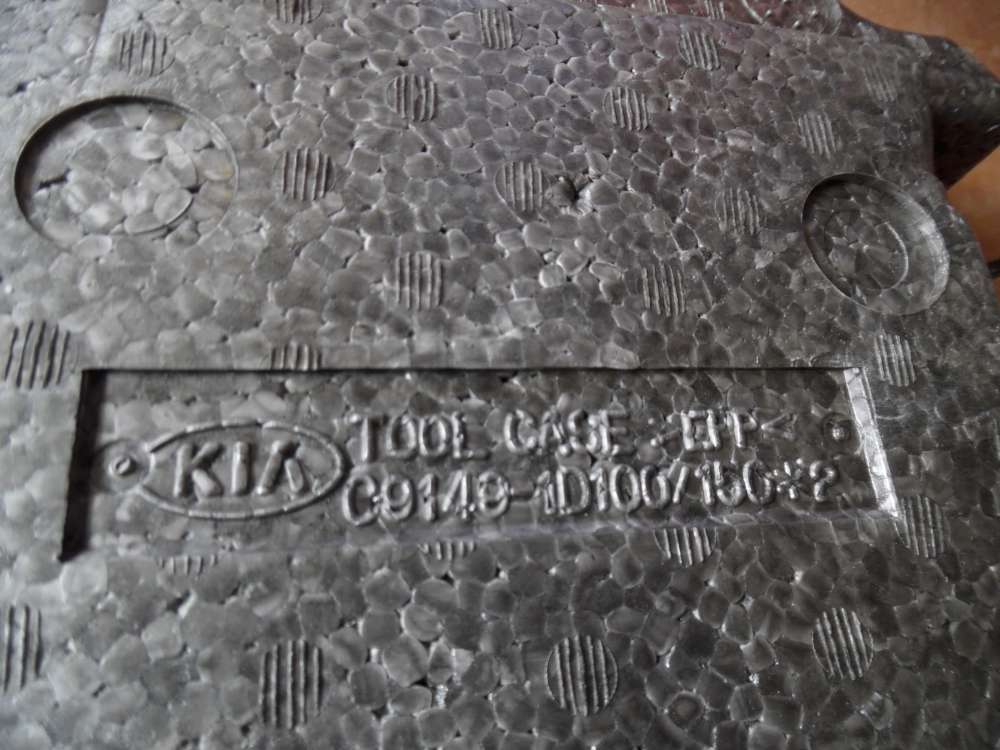 KIA
TOOL CASE >EPP<
09149-1D100/150*2